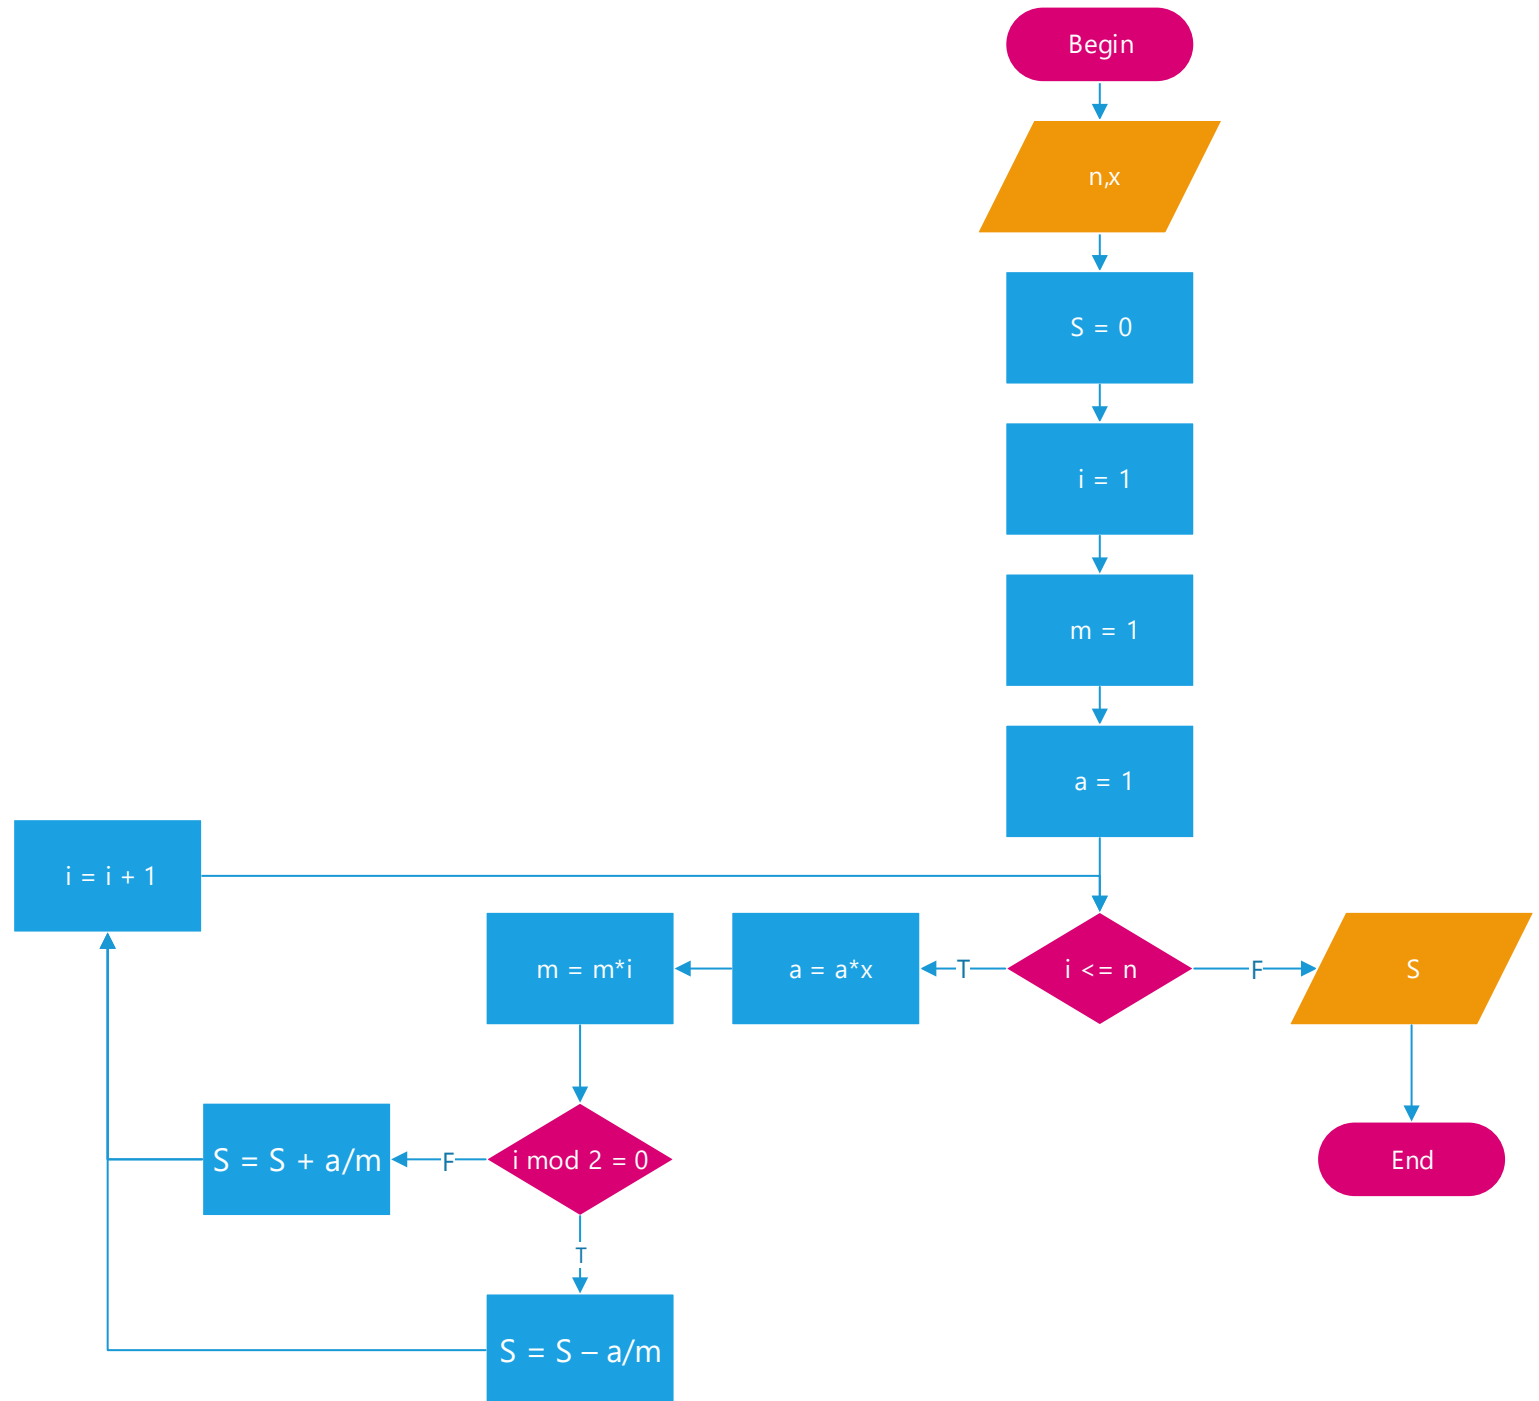 Begin
n,x
S = 0
i = 1
m = 1
a = 1
i = i + 1
m = m*i
a = a*x
T
i <= n
F
S
S = S + a/m
F
i mod 2 = 0
End
T
S = S – a/m